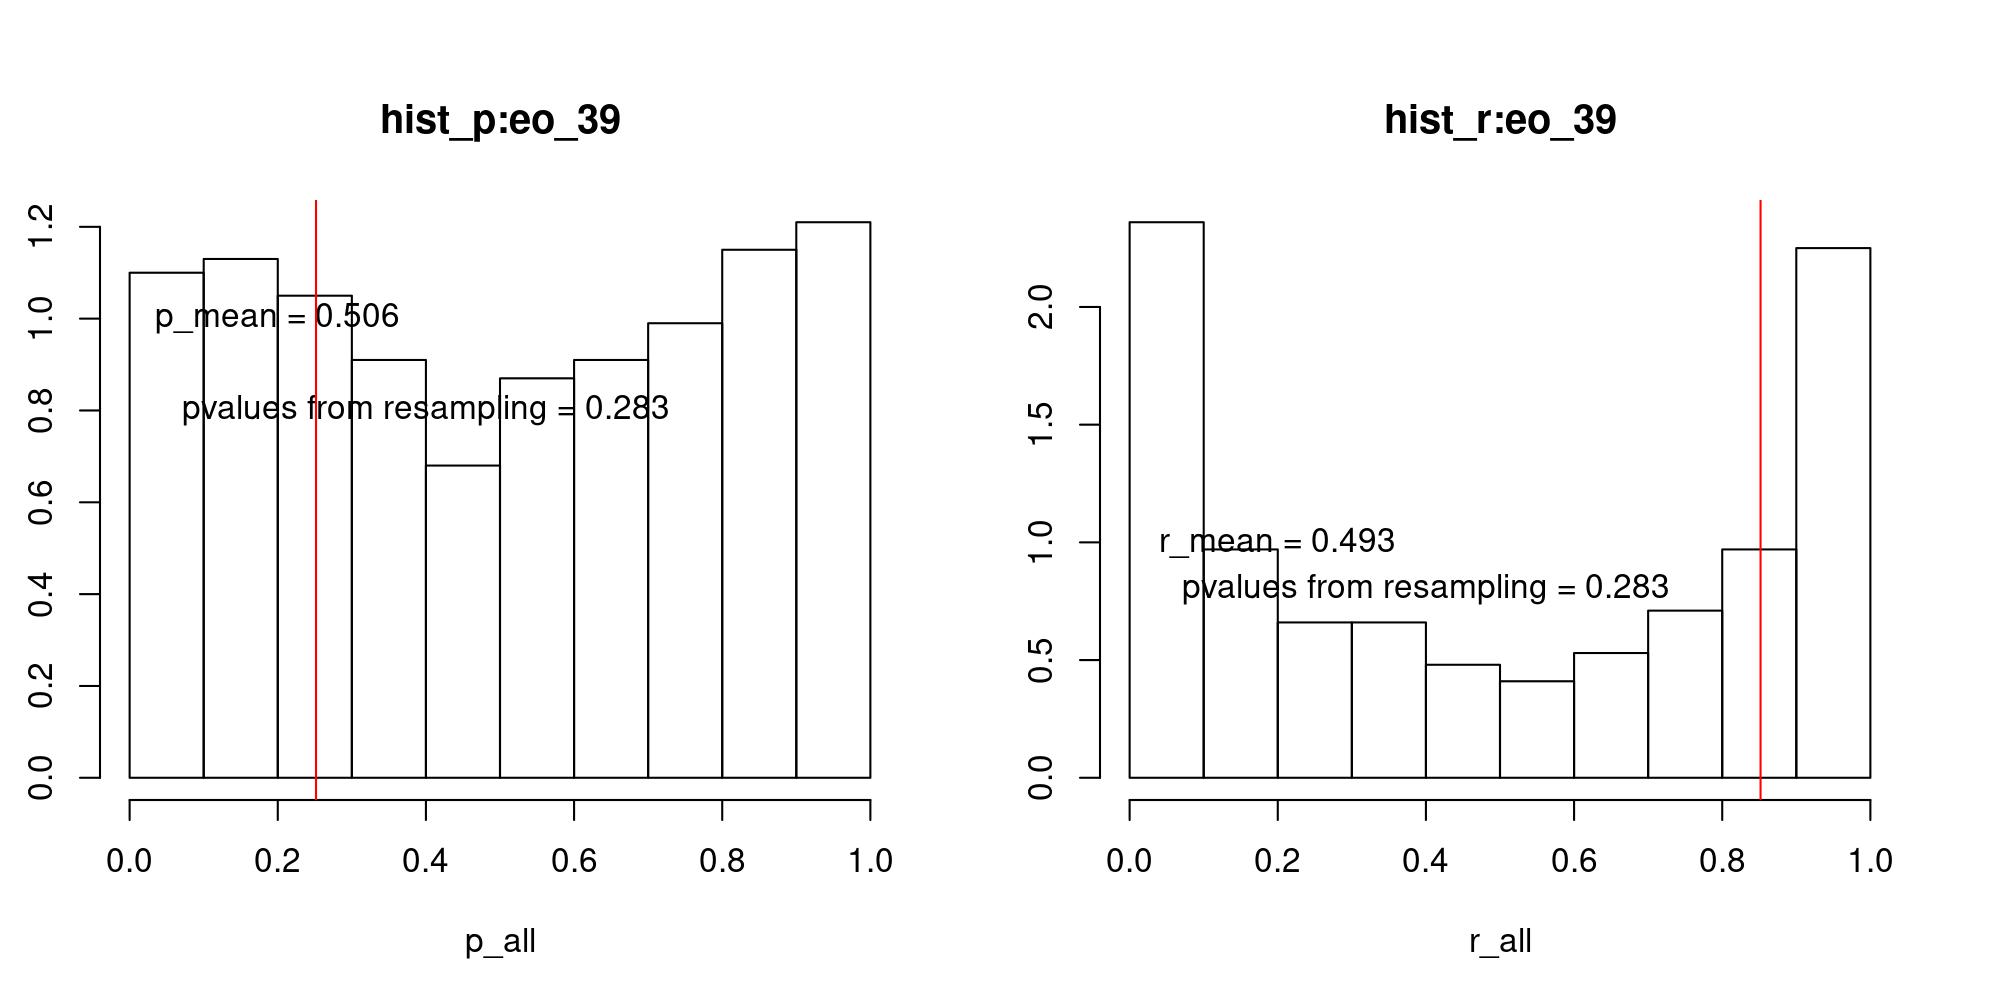 hist_p:eo_39
1.2
1.0
0.8
0.6
0.4
0.2
0.0
p_mean = 0.506
pvalues from resampling = 0.283
0.0 0.2 0.4 0.6 0.8 1.0
p_all
hist_r:eo_39
2.0
1.5
1.0
0.5
0.0
r_mean = 0.493
pvalues from resampling = 0.283
0.0 0.2 0.4 0.6 0.8 1.0
r_all